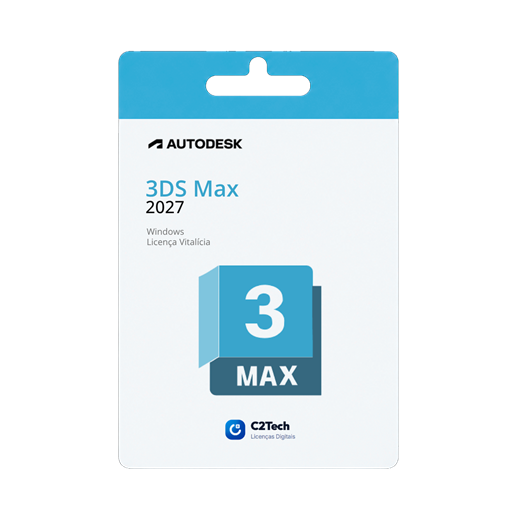 AUTODESK
3DS Max
2027
Windows
Licença Vitalícia
3
MAX
C2Tech
Licenças Digitais